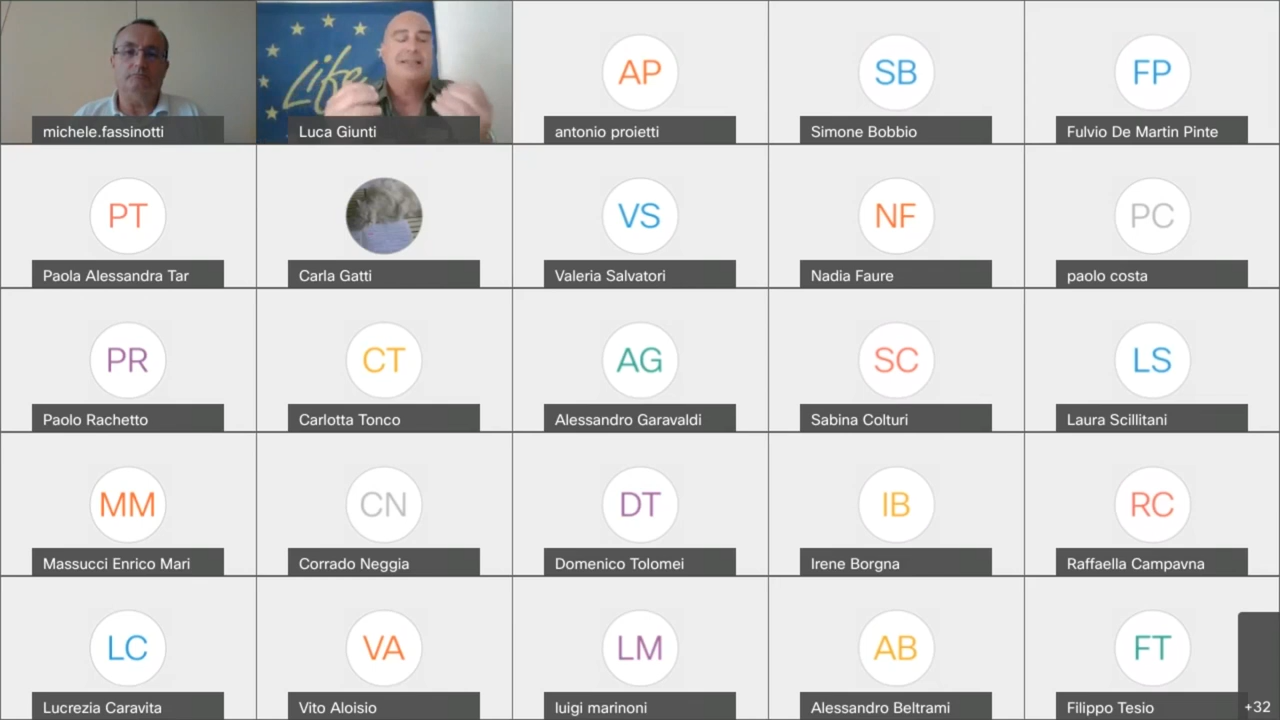 Life
michele.fassinotti
Luca Giunti
AP
antonio proietti
SB
Simone Bobbio
FP
Fulvio De Martin Pinte
PT
Paola Alessandra Tar
Carla Gatti
VS
Valeria Salvatori
NF
Nadia Faure
PC
paolo costa
PR
Paolo Rachetto
CT
Carlotta Tonco
AG
Alessandro Garavaldi
SC
Sabina Colturi
LS
Laura Scillitani
MM
Massucci Enrico Mari
CN
Corrado Neggia
DT
Domenico Tolomei
IB
Irene Borgna
RC
Raffaella Campavna
LC
Lucrezia Caravita
VA
Vito Aloisio
LM
luigi marinoni
AB
Alessandro Beltrami
FT
Filippo Tesio
+32